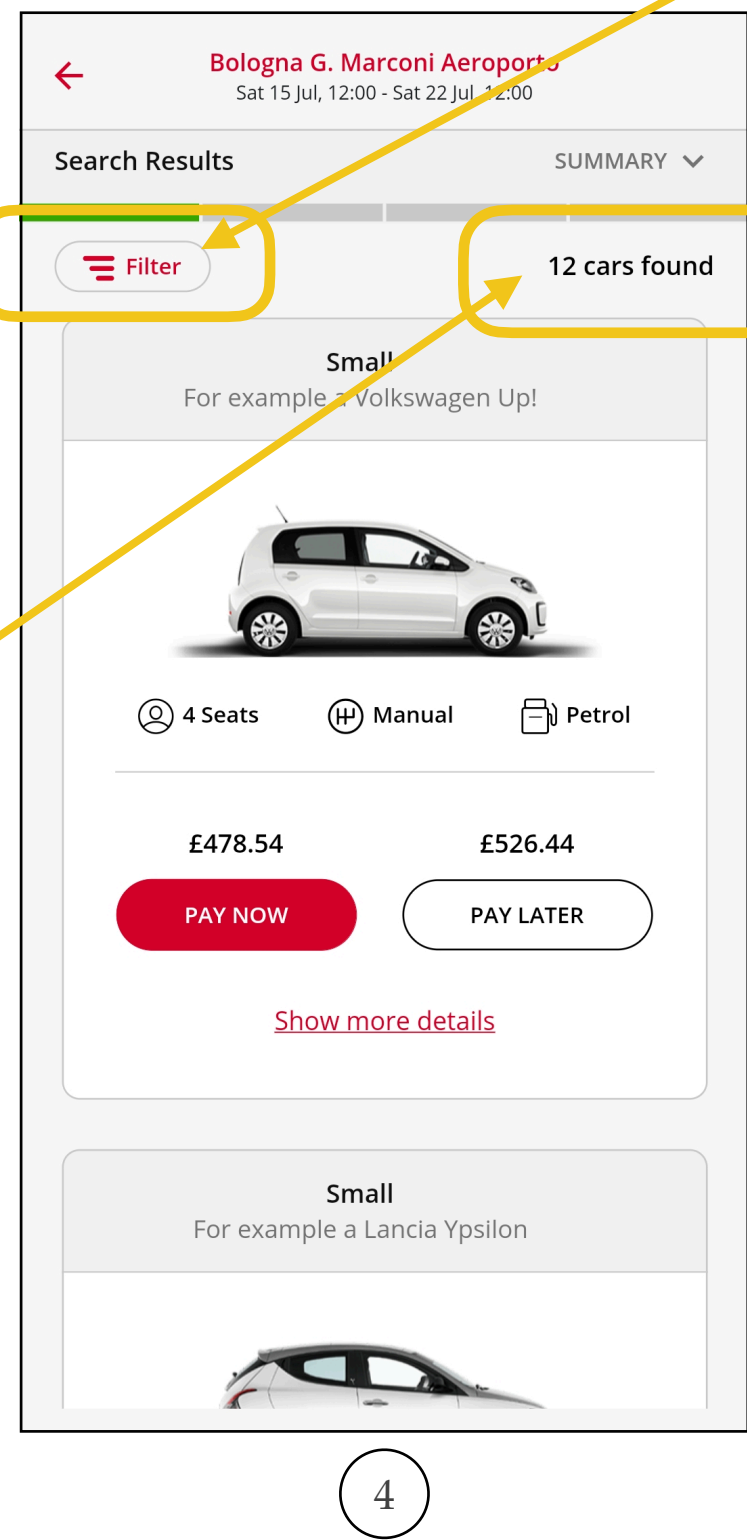 Bologna G. Marconi Aeroporto
Sat 15 Jul, 12:00 - Sat 22 Jul, 12:00
Search Results
SUMMARY
Filter
12 cars found
Small
For example a Volkswagen Up!
4 Seats
Manual
Petrol
£478.54
£526.44
PAY NOW
PAY LATER
Show more details
Small
For example a Lancia Ypsilon
4